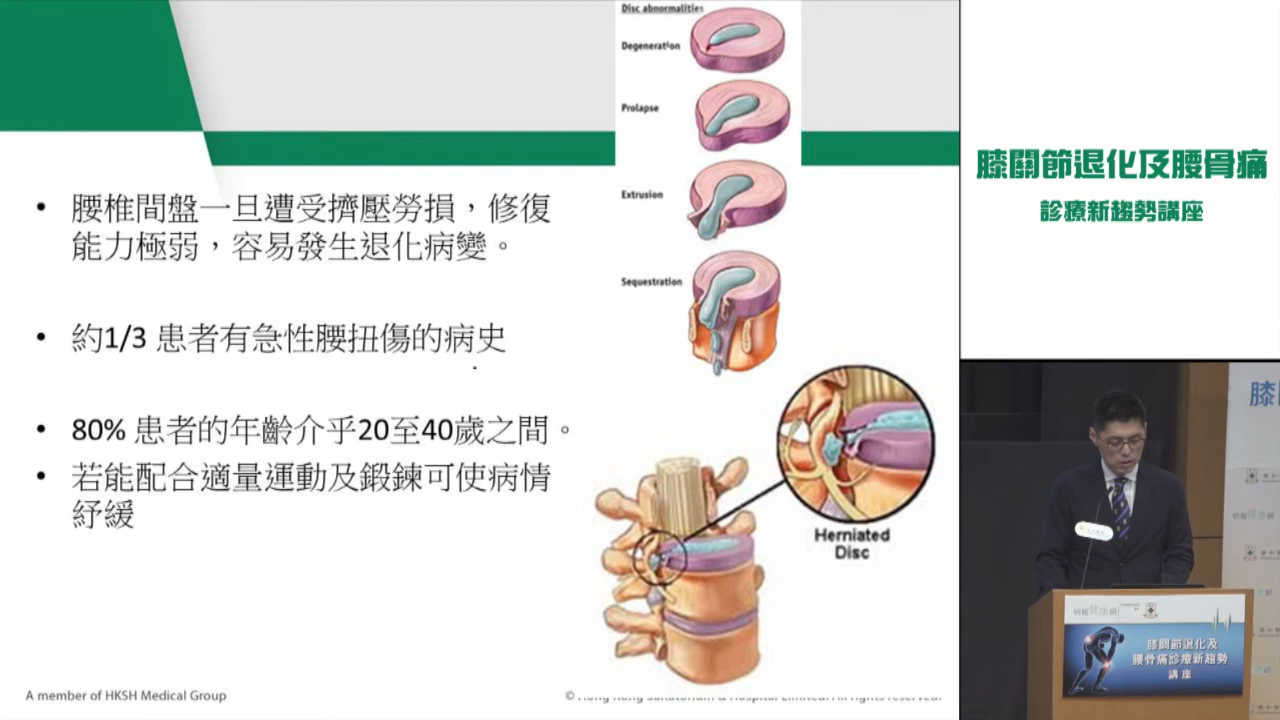 Disc abnormalities
Degeneration
Prolapse
Extrusion
Sequestration
• 腰椎間盤一旦遭受擠壓勞損，修復
能力極弱，容易發生退化病變。
• 約1/3 患者有急性腰扭傷的病史
• 80% 患者的年齡介乎20至40歲之間。
• 若能配合適量運動及鍛鍊可使病情
紓緩
Herniated
Disc
A member of HKSH Medical Group
膝關節退化及腰骨痛
診療新趨勢講座
膝
明報健康網
膝關節退化及
腰骨痛診療新趨勢
講座